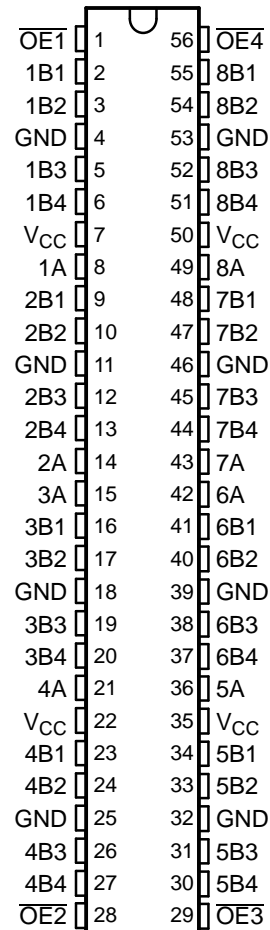 OE1 1 56 OE4
1B1 2 55 8B1
1B2 3 54 8B2
GND 4 53 GND
1B3 5 52 8B3
1B4 6 51 8B4
VCC 7 50 VCC
1A 8 49 8A
2B1 9 48 7B1
2B2 10 47 7B2
GND 11 46 GND
2B3 12 45 7B3
2B4 13 44 7B4
2A 14 43 7A
3A 15 42 6A
3B1 16 41 6B1
3B2 17 40 6B2
GND 18 39 GND
3B3 19 38 6B3
3B4 20 37 6B4
4A 21 36 5A
VCC 22 35 VCC
4B1 23 34 5B1
4B2 24 33 5B2
GND 25 32 GND
4B3 26 31 5B3
4B4 27 30 5B4
OE2 28 29 OE3